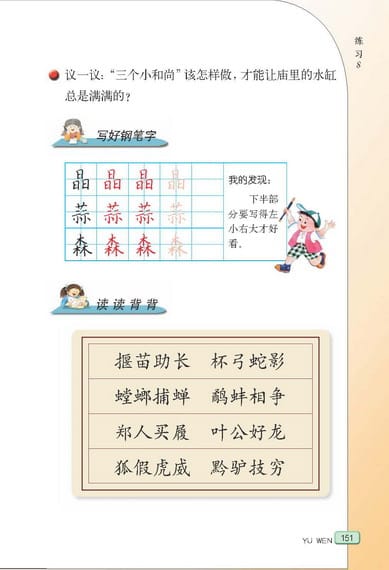 练习8
议一议：“三个小和尚”该怎样做，才能让庙里的水缸
总是满满的？
写好钢笔字
晶 晶 晶 晶
蒜 蒜 蒜 蒜
森 森 森 森
我的发现：
下半部
分要写得左
小右大才好
看．
读读背背
揠苗助长 杯弓蛇影
螳螂捕蝉 鹬蚌相争
郑人买履 叶公好龙
狐假虎威 黔驴技穷
YU WEN 151